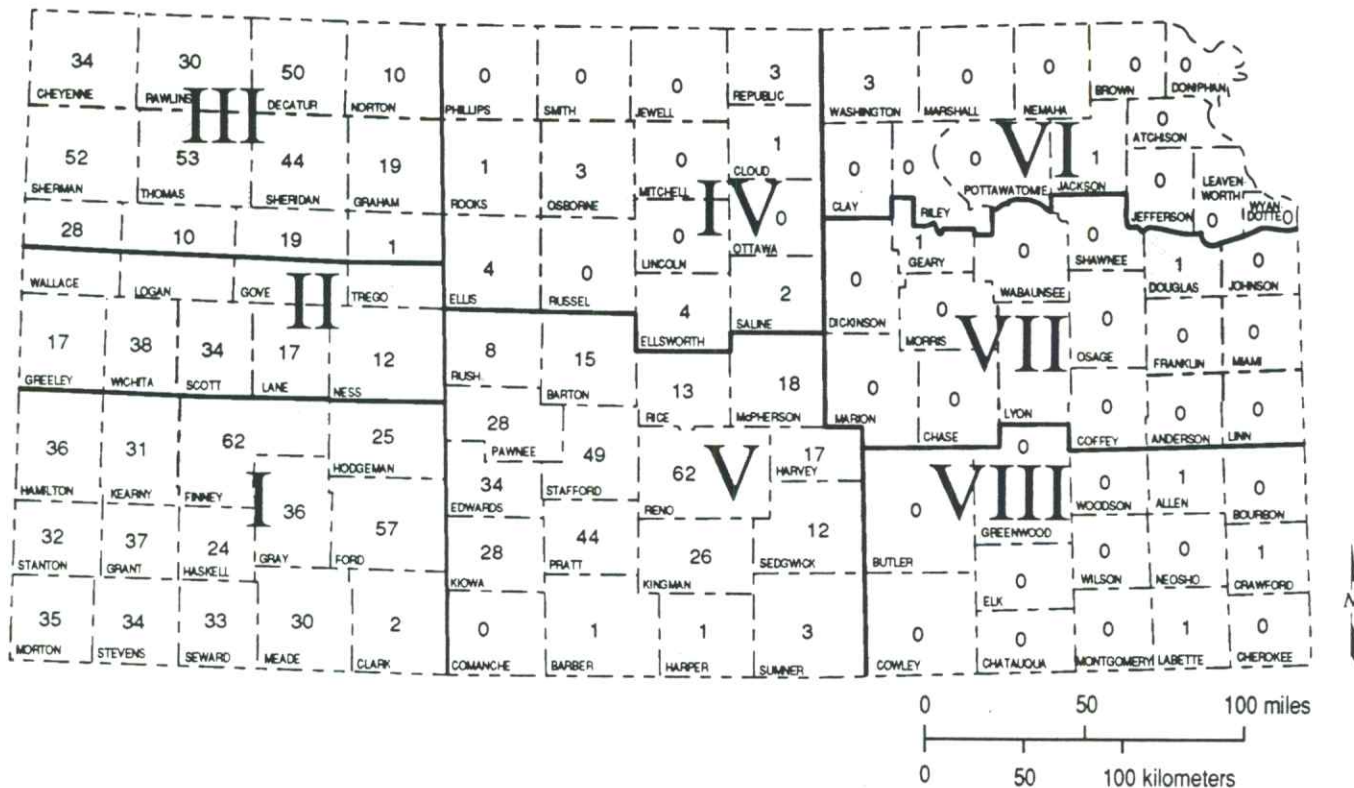 34 30 50 10 0 0 0 3 3 0 0 0 0
CHEYENNE RAWLINS DECATUR NORTON PHILLIPS SMITH JEWELL REPUBLIC WASHINGTON MARSHALL NEMAHA BROWN DONIPHAN
III
52 53 44 19 1 3 0 1 0 0 0 1 0
SHERMAN THOMAS SHERIDAN GRAHAM ROOKS OSBORNE MITCHELL CLOUD CLAY RILEY POTTAWATOMIE JACKSON ATCHISON
IV VI
0 0 0
JEFFERSON LEAVEN WORTH WYAN DOTTE
28 10 19 1 4 0 0 0
WALLACE LOGAN GOVE TREGO ELLIS RUSSEL LINCOLN OTTAWA
II
0 1 0 0 1 0
DICKINSON GEARY WABAUNSEE SHAWNEE DOUGLAS JOHNSON
4 2
ELLSWORTH SALINE
17 38 34 17 12 8 15 13 18
GREELEY WICHITA SCOTT LANE NESS RUSH BARTON RICE McPHERSON
0 0 0 0
MORRIS OSAGE FRANKLIN MIAMI
VII
0 0 0 0 0 0
MARION CHASE LYON COFFEY ANDERSON LINN
36 31 62 25 28 49 62 17
HAMILTON KEARNY FINNEY HODGEMAN PAWNEE STAFFORD RENO HARVEY
I V VIII
32 37 24 36 57 34 44 26 12
STANTON GRANT HASKELL GRAY FORD EDWARDS PRATT KINGMAN SEDGWICK
28
KIOWA
0 0 0 1 0
BUTLER GREENWOOD WOODSON ALLEN BOURBON
0 0 0 1
ELK WILSON NEOSHO CRAWFORD
35 34 33 30 2 0 1 1 3 0 0 0 1 0
MORTON STEVENS SEWARD MEADE CLARK COMANCHE BARBER HARPER SUMNER COWLEY CHATAUQUA MONTGOMERY LABETTE CHEROKEE
N
0 50 100 miles
0 50 100 kilometers